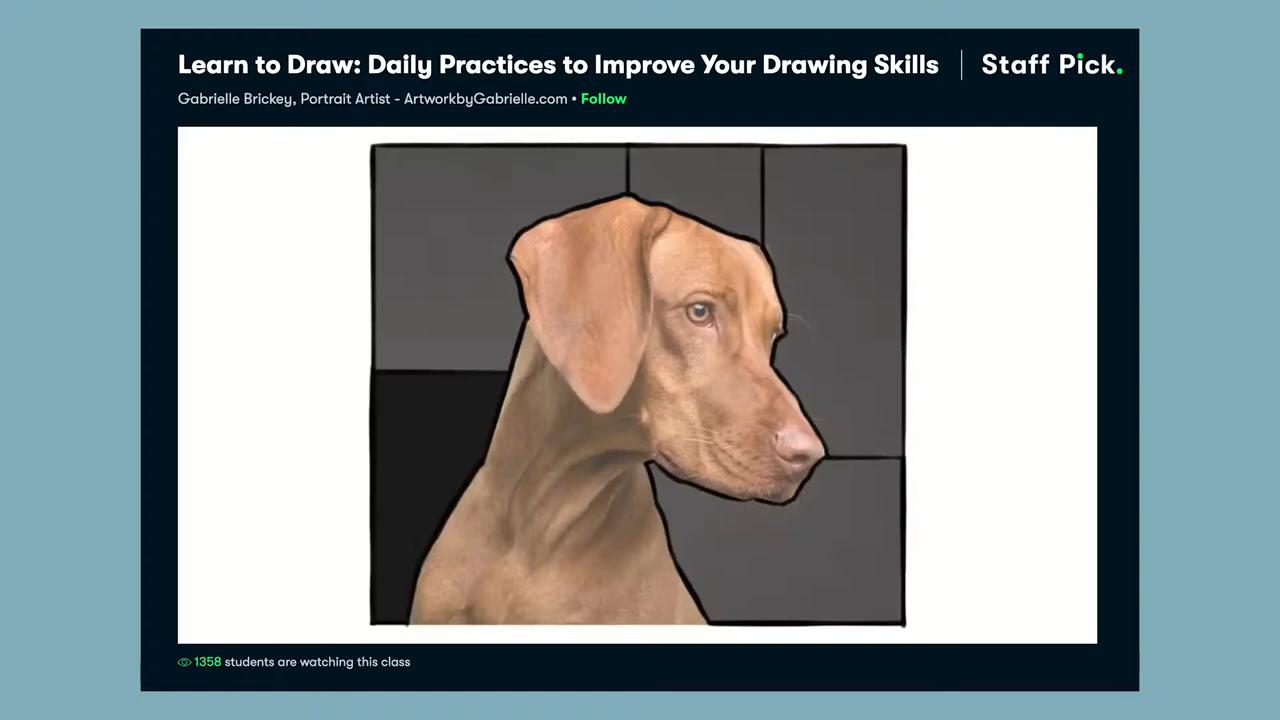 Learn to Draw: Daily Practices to Improve Your Drawing Skills | Staff Pick.
Gabrielle Brickey, Portrait Artist - ArtworkbyGabrielle.com • Follow
1358 students are watching this class